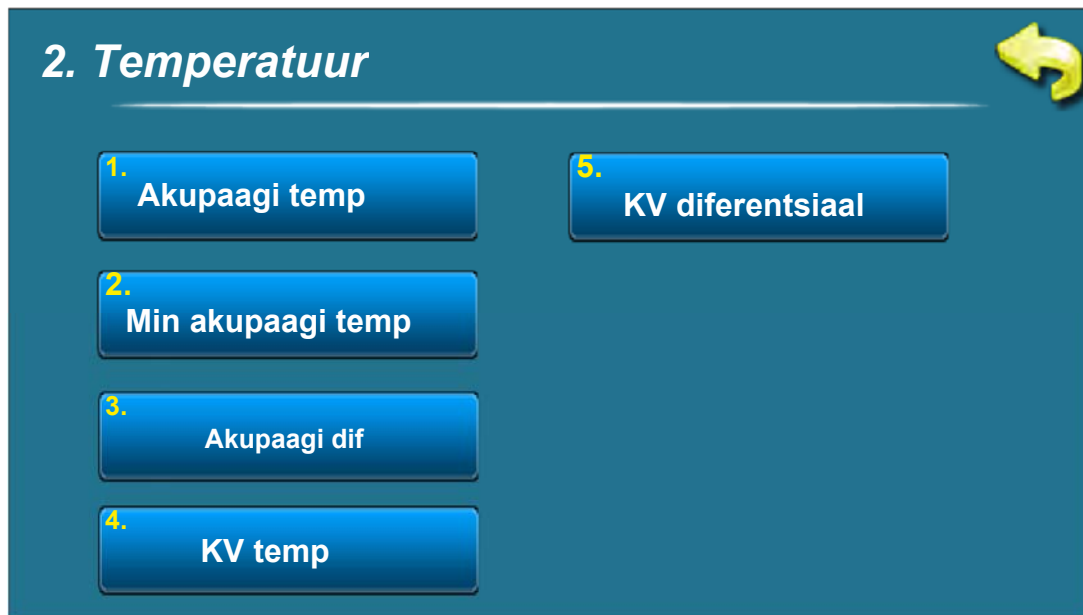 2. Temperatuur
1.
Akupaagi temp
2.
Min akupaagi temp
3.
Akupaagi dif
4.
KV temp
5.
KV diferentsiaal